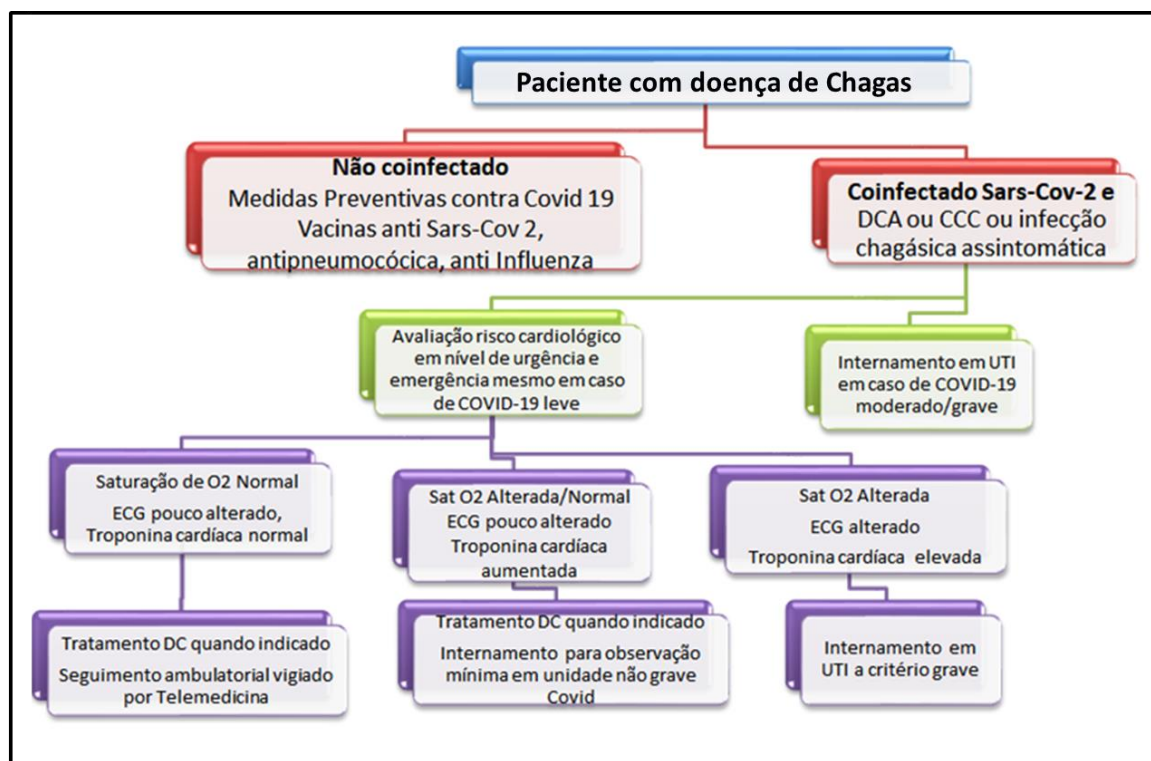 Paciente com doença de Chagas
Não coinfectado
Medidas Preventivas contra Covid 19
Vacinas anti Sars-Cov 2,
antipneumocócica, anti Influenza
Coinfectado Sars-Cov-2 e
DCA ou CCC ou infecção
chagásica assintomática
Avaliação risco cardiológico
em nível de urgência e
emergência mesmo em caso
de COVID-19 leve
Internamento em UTI
em caso de COVID-19
moderado/grave
Saturação de O2 Normal
ECG pouco alterado,
Troponina cardíaca normal
Sat O2 Alterada/Normal
ECG pouco alterado
Troponina cardíaca
aumentada
Sat O2 Alterada
ECG alterado
Troponina cardíaca elevada
Tratamento DC quando indicado
Seguimento ambulatorial vigiado
por Telemedicina
Tratamento DC quando indicado
Internamento para observação
mínima em unidade não grave
Covid
Internamento em
UTI a critério grave